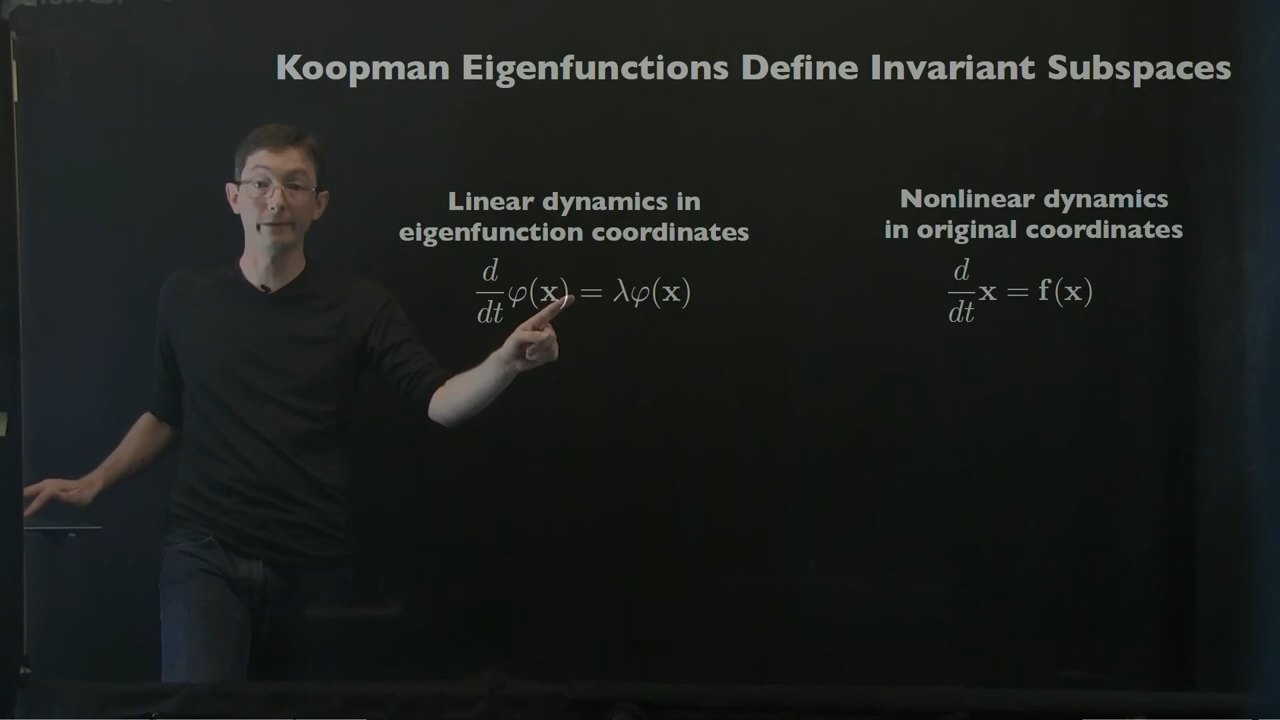 Koopman Eigenfunctions Define Invariant Subspaces
Linear dynamics in
eigenfunction coordinates
d/dt φ(x) = λφ(x)
Nonlinear dynamics
in original coordinates
d/dt x = f(x)